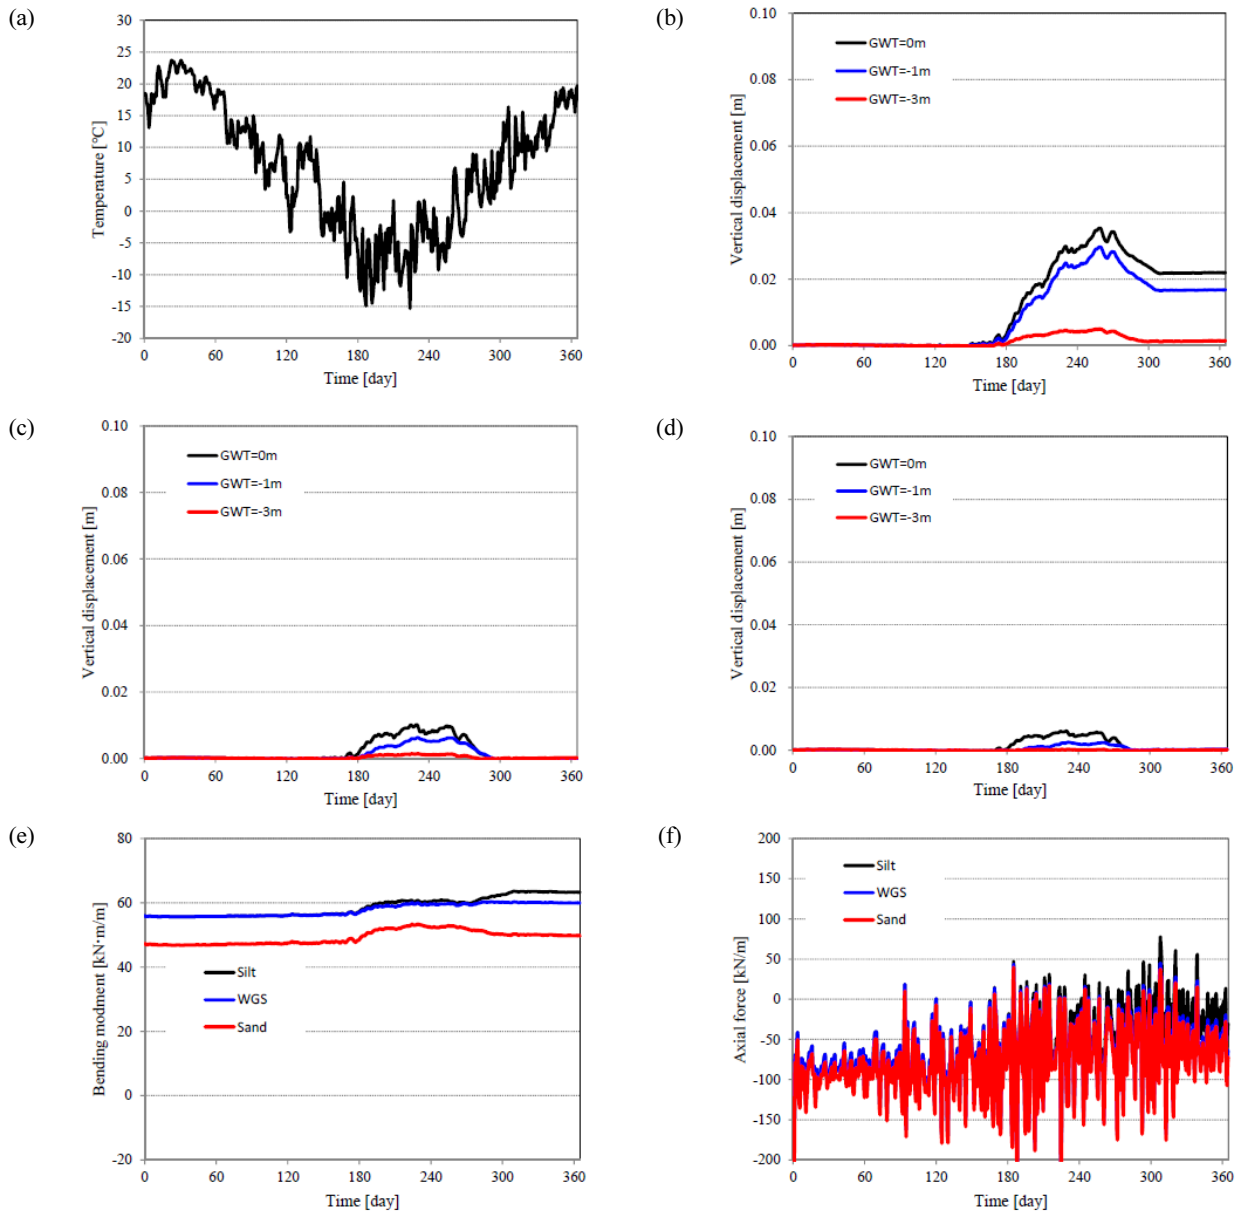 (a)
30
25
20
15
10
5
0
-5
-10
-15
-20
Temperature [°C]
0 60 120 180 240 300 360
Time [day]
(b)
0.10
0.08
0.06
0.04
0.02
0.00
Vertical displacement [m]
GWT=0m
GWT=-1m
GWT=-3m
0 60 120 180 240 300 360
Time [day]
(c)
0.10
0.08
0.06
0.04
0.02
0.00
Vertical displacement [m]
GWT=0m
GWT=-1m
GWT=-3m
0 60 120 180 240 300 360
Time [day]
(d)
0.10
0.08
0.06
0.04
0.02
0.00
Vertical displacement [m]
GWT=0m
GWT=-1m
GWT=-3m
0 60 120 180 240 300 360
Time [day]
(e)
80
60
40
20
0
-20
Bending modment [kN·m/m]
Silt
WGS
Sand
0 60 120 180 240 300 360
Time [day]
(f)
200
150
100
50
0
-50
-100
-150
-200
Axial force [kN/m]
Silt
WGS
Sand
0 60 120 180 240 300 360
Time [day]